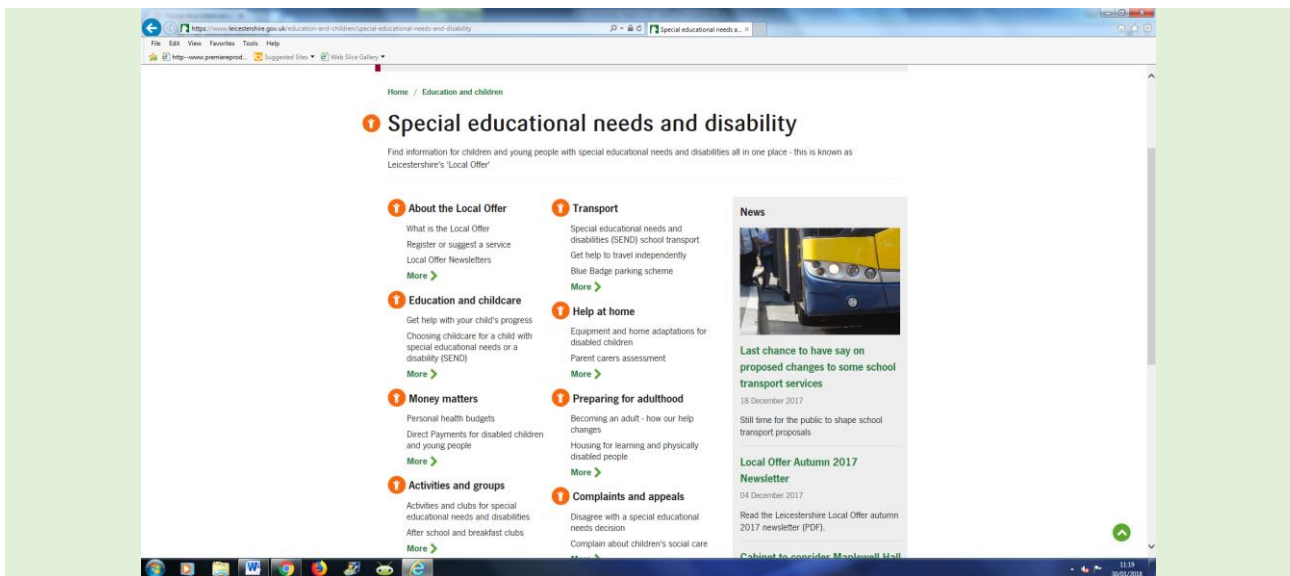 https://www.leicestershire.gov.uk/education-and-children/special-educational-needs-and-disability
Special educational needs a...
File Edit View Favorites Tools Help
http--www.premiereprod... Suggested Sites Web Slice Gallery
Home / Education and children
Special educational needs and disability
Find information for children and young people with special educational needs and disabilities all in one place - this is known as
Leicestershire's 'Local Offer'
About the Local Offer
What is the Local Offer
Register or suggest a service
Local Offer Newsletters
More
Education and childcare
Get help with your child's progress
Choosing childcare for a child with
special educational needs or a
disability (SEND)
More
Money matters
Personal health budgets
Direct Payments for disabled children
and young people
More
Activities and groups
Activities and clubs for special
educational needs and disabilities
After school and breakfast clubs
More
Transport
Special educational needs and
disabilities (SEND) school transport
Get help to travel independently
Blue Badge parking scheme
More
Help at home
Equipment and home adaptations for
disabled children
Parent carers assessment
More
Preparing for adulthood
Becoming an adult - how our help
changes
Housing for learning and physically
disabled people
More
Complaints and appeals
Disagree with a special educational
needs decision
Complain about children's social care
More
News
Last chance to have say on
proposed changes to some school
transport services
18 December 2017
Still time for the public to shape school
transport proposals
Local Offer Autumn 2017
Newsletter
04 December 2017
Read the Leicestershire Local Offer autumn
2017 newsletter (PDF).
Cabinet to consider Maplewell Hall
11:19
30/01/2018